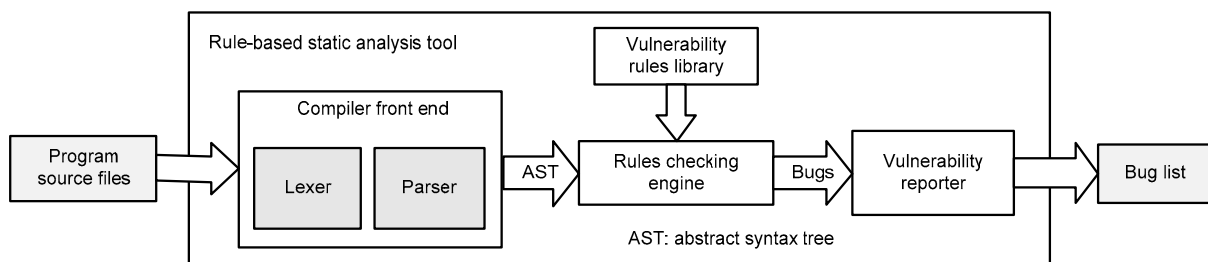 Rule-based static analysis tool
Vulnerability
rules library
Compiler front end
Program
source files
Lexer
Parser
AST
Rules checking
engine
Bugs
Vulnerability
reporter
Bug list
AST: abstract syntax tree